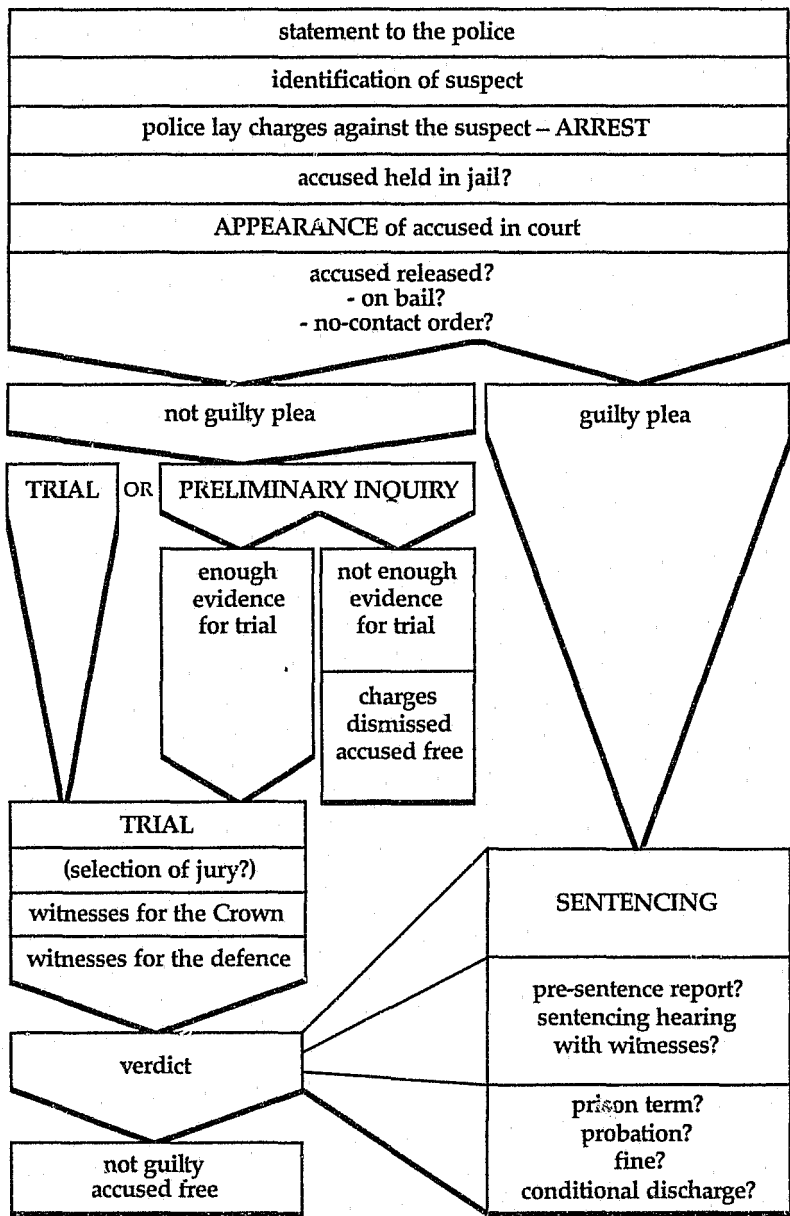 statement to the police
identification of suspect
police lay charges against the suspect – ARREST
accused held in jail?
APPEARANCE of accused in court
accused released?
- on bail?
- no-contact order?
not guilty plea
guilty plea
TRIAL OR PRELIMINARY INQUIRY
enough
evidence
for trial
not enough
evidence
for trial
charges
dismissed
accused free
TRIAL
(selection of jury?)
witnesses for the Crown
witnesses for the defence
verdict
not guilty
accused free
SENTENCING
pre-sentence report?
sentencing hearing
with witnesses?
prison term?
probation?
fine?
conditional discharge?